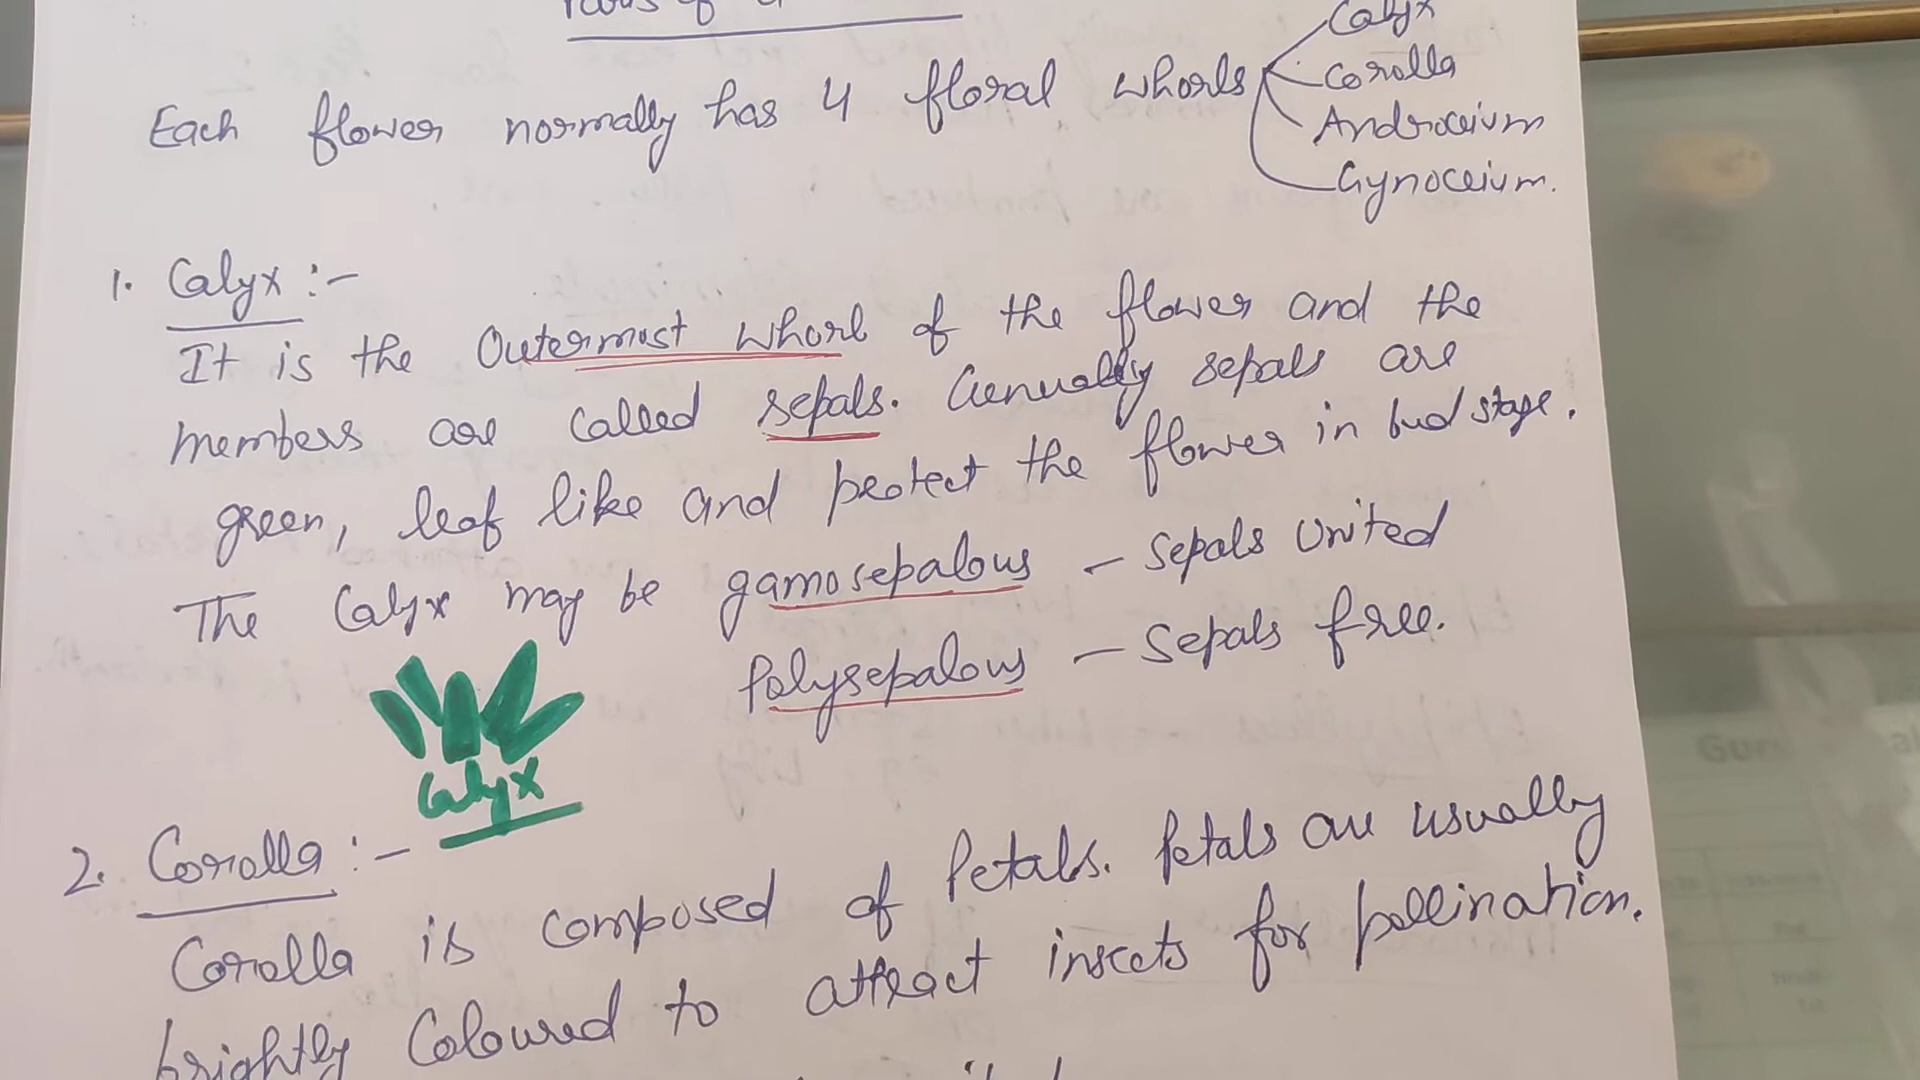 Calyx
Each flower normally has 4 floral whorls
Corolla
Androceium
Gynoceium.
1. Calyx :-
It is the Outermost whorl of the flower and the
members are called sepals. Generally sepals are
green, leaf like and protect the flower in bud stage.
The Calyx may be gamosepalous - Sepals United
Polysepalous - Sepals free.
Calyx
2. Corolla :-
Corolla is composed of Petals. Petals are usually
brightly Coloured to attract insects for pollination.